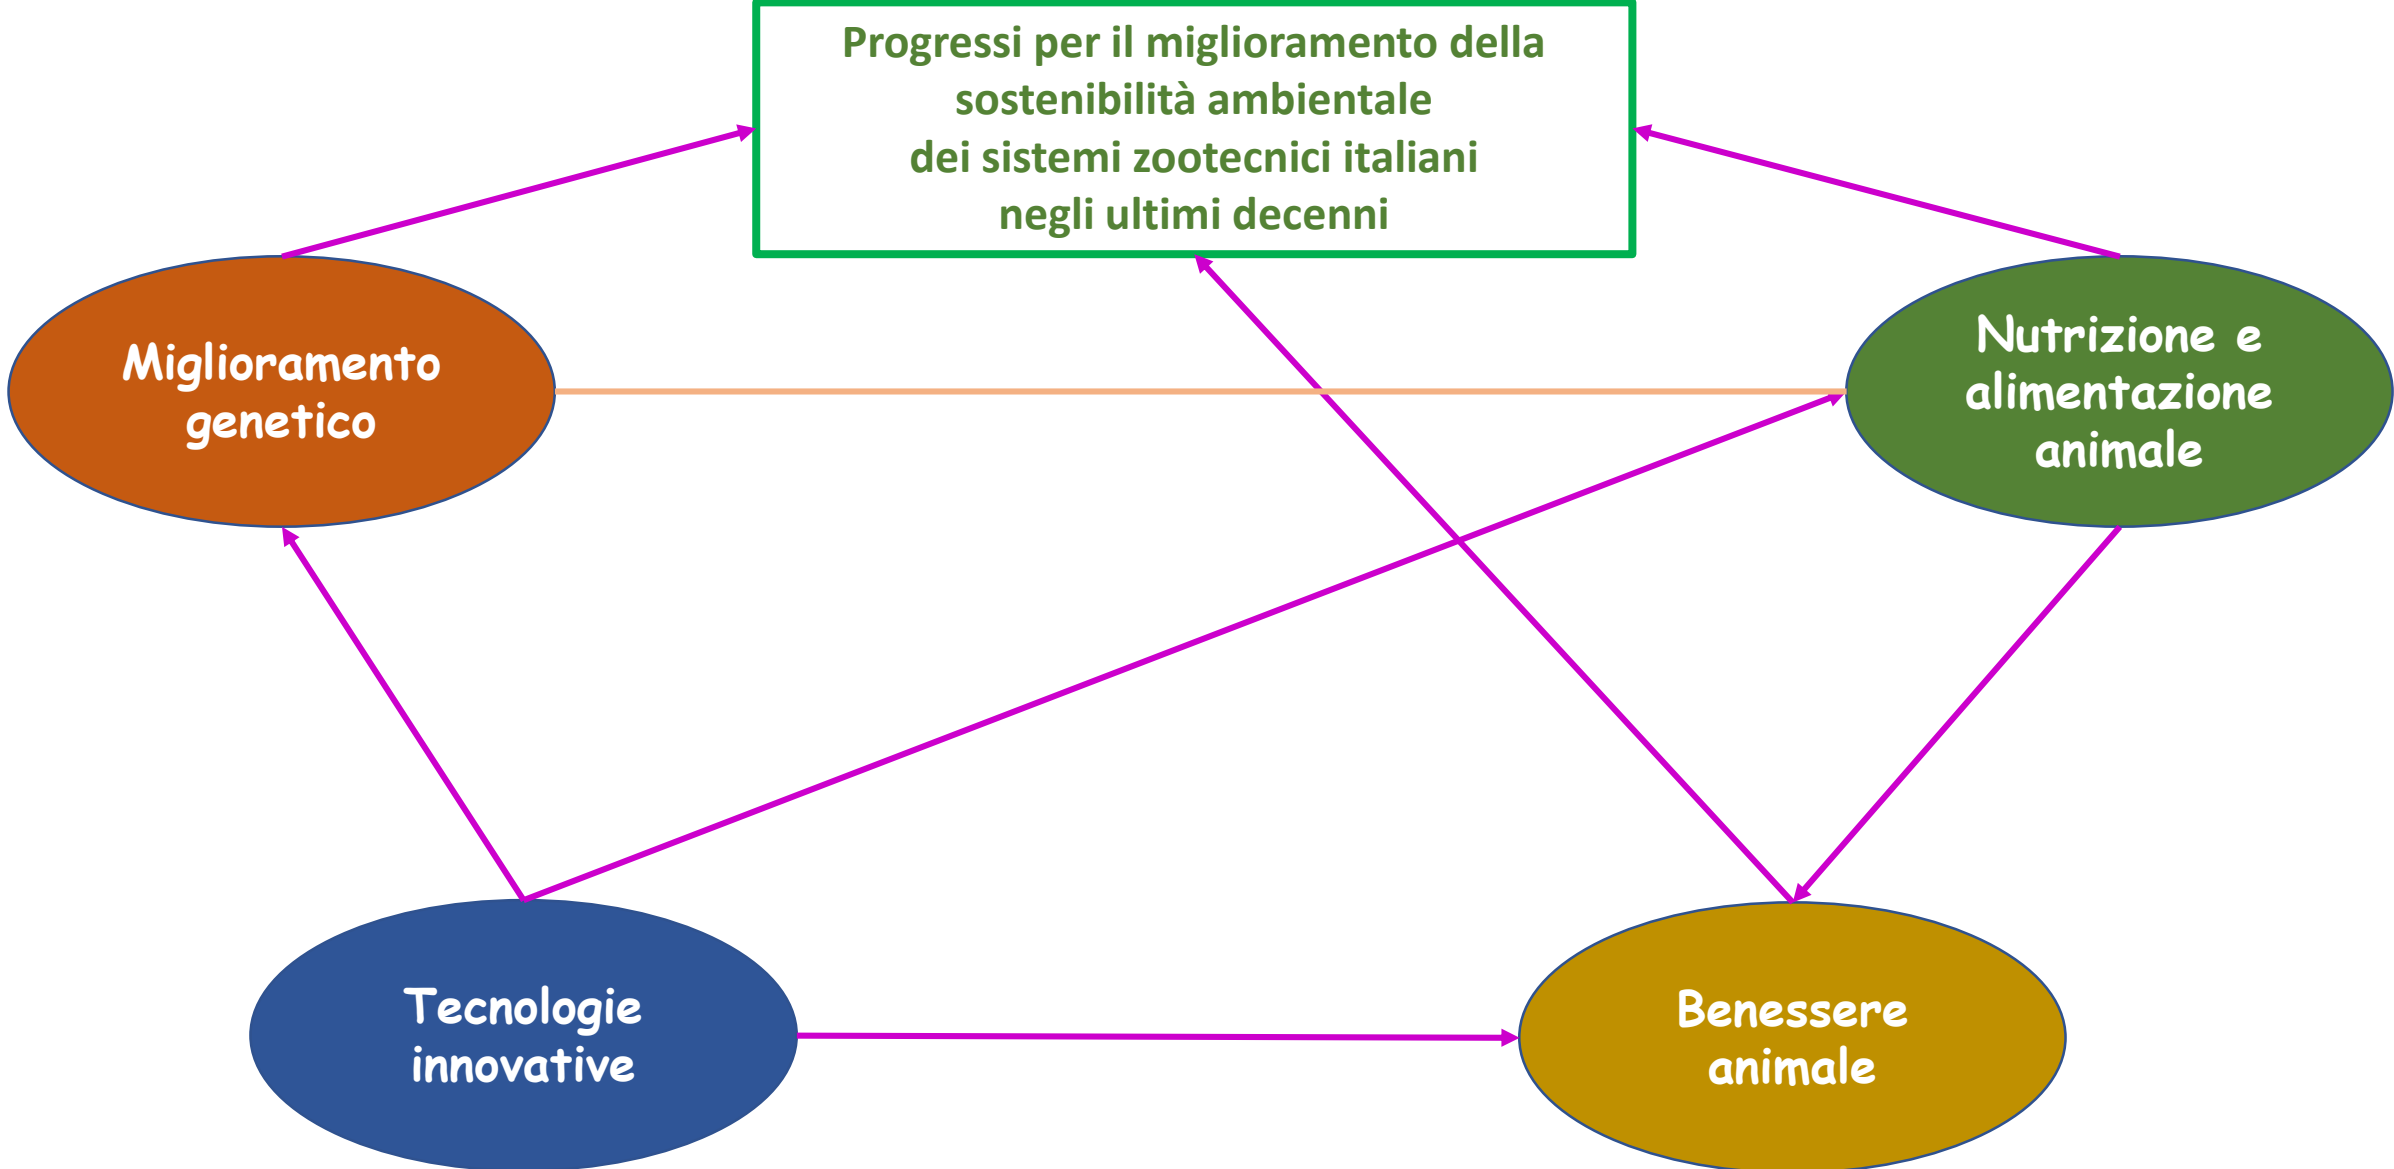 Progressi per il miglioramento della
sostenibilità ambientale
dei sistemi zootecnici italiani
negli ultimi decenni
Miglioramento
genetico
Nutrizione e
alimentazione
animale
Tecnologie
innovative
Benessere
animale